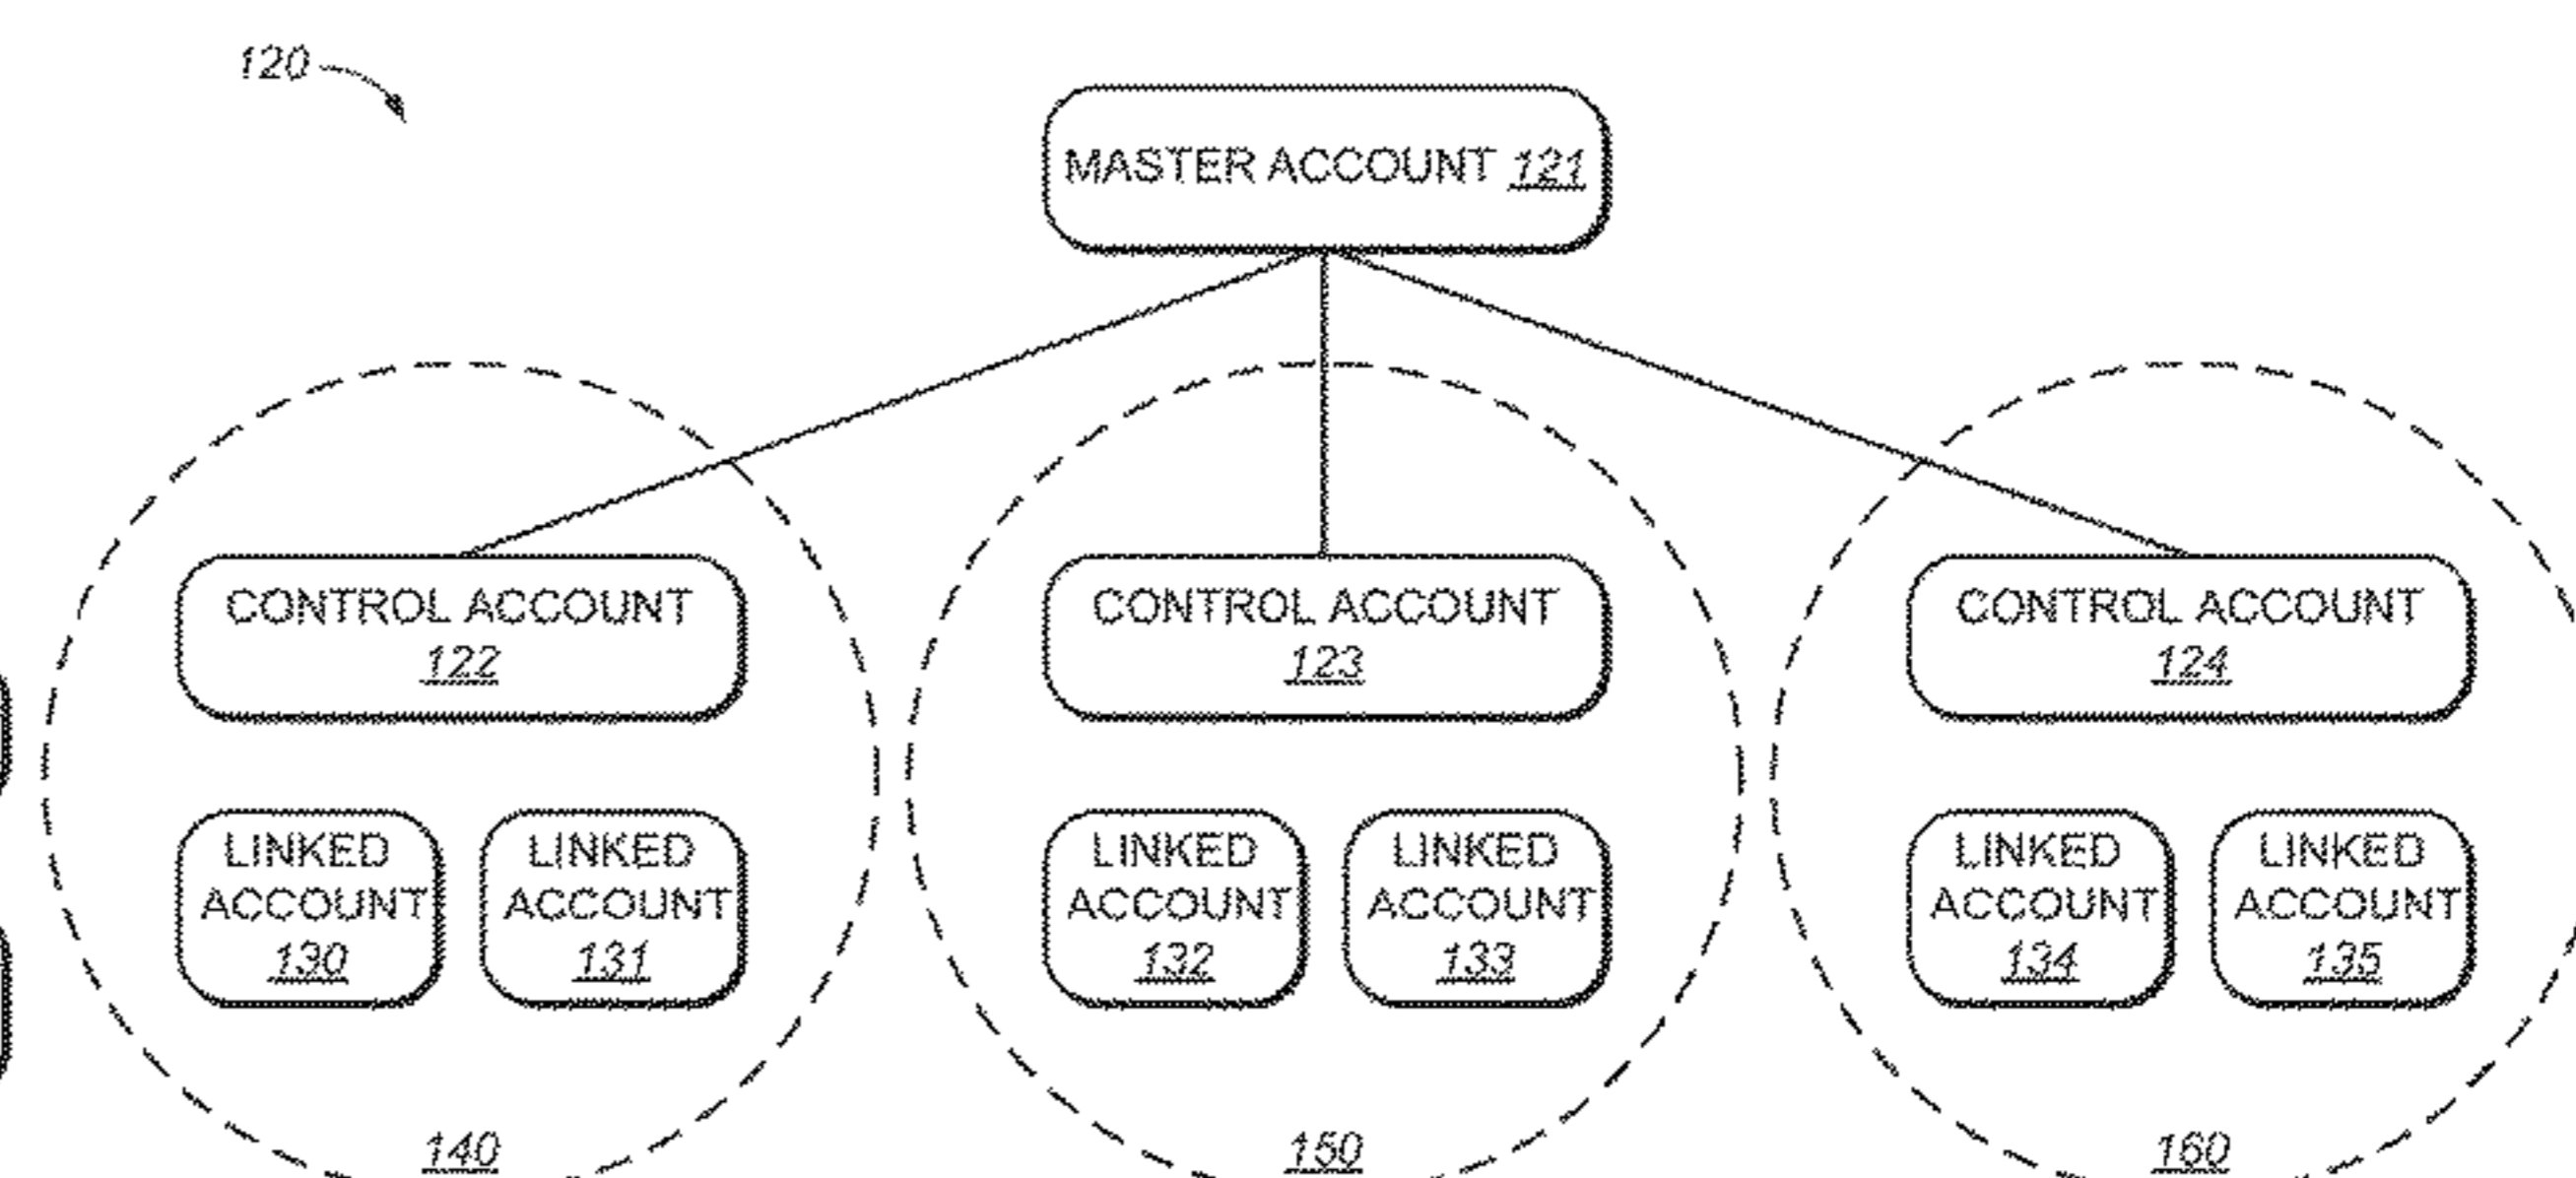 120
MASTER ACCOUNT 121
CONTROL ACCOUNT
122
CONTROL ACCOUNT
123
CONTROL ACCOUNT
124
LINKED
ACCOUNT
130
LINKED
ACCOUNT
131
LINKED
ACCOUNT
132
LINKED
ACCOUNT
133
LINKED
ACCOUNT
134
LINKED
ACCOUNT
135
140
150
160